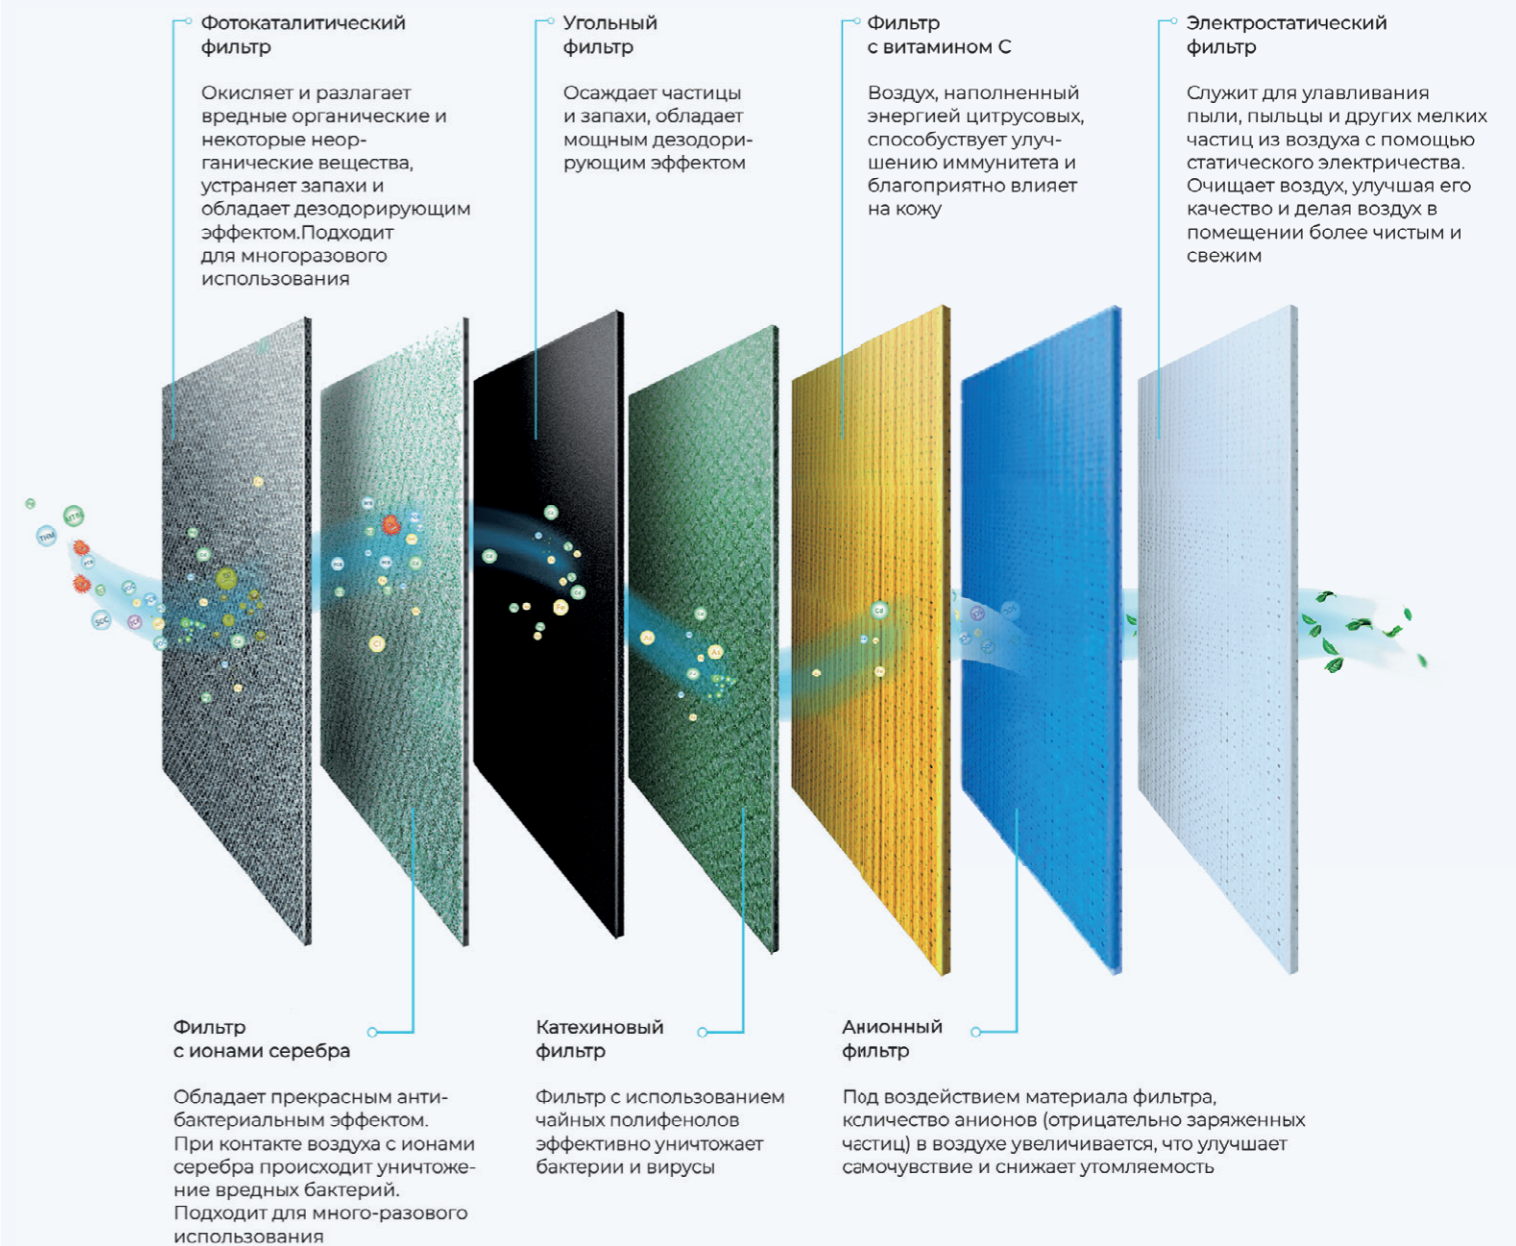 Фотокаталитический
фильтр
Окисляет и разлагает
вредные органические и
некоторые неор-
ганические вещества,
устраняет запахи и
обладает дезодорирующим
эффектом.Подходит
для многоразового
использования
Угольный
фильтр
Осаждает частицы
и запахи, обладает
мощным дезодори-
рующим эффектом
Фильтр
с витамином С
Воздух, наполненный
энергией цитрусовых,
способуствует улуч-
шению иммунитета и
благоприятно влияет
на кожу
Электростатический
фильтр
Служит для улавливания
пыли, пыльцы и других мелких
частиц из воздуха с помощью
статического электричества.
Очищает воздух, улучшая его
качество и делая воздух в
помещении более чистым и
свежим
Фильтр
с ионами серебра
Обладает прекрасным анти-
бактериальным эффектом.
При контакте воздуха с ионами
серебра происходит уничтоже-
ние вредных бактерий.
Подходит для много-разового
использования
Катехиновый
фильтр
Фильтр с использованием
чайных полифенолов
эффективно уничтожает
бактерии и вирусы
Анионный
фильтр
Под воздействием материала фильтра,
количество анионов (отрицательно заряженных
частиц) в воздухе увеличивается, что улучшает
самочувствие и снижает утомляемость